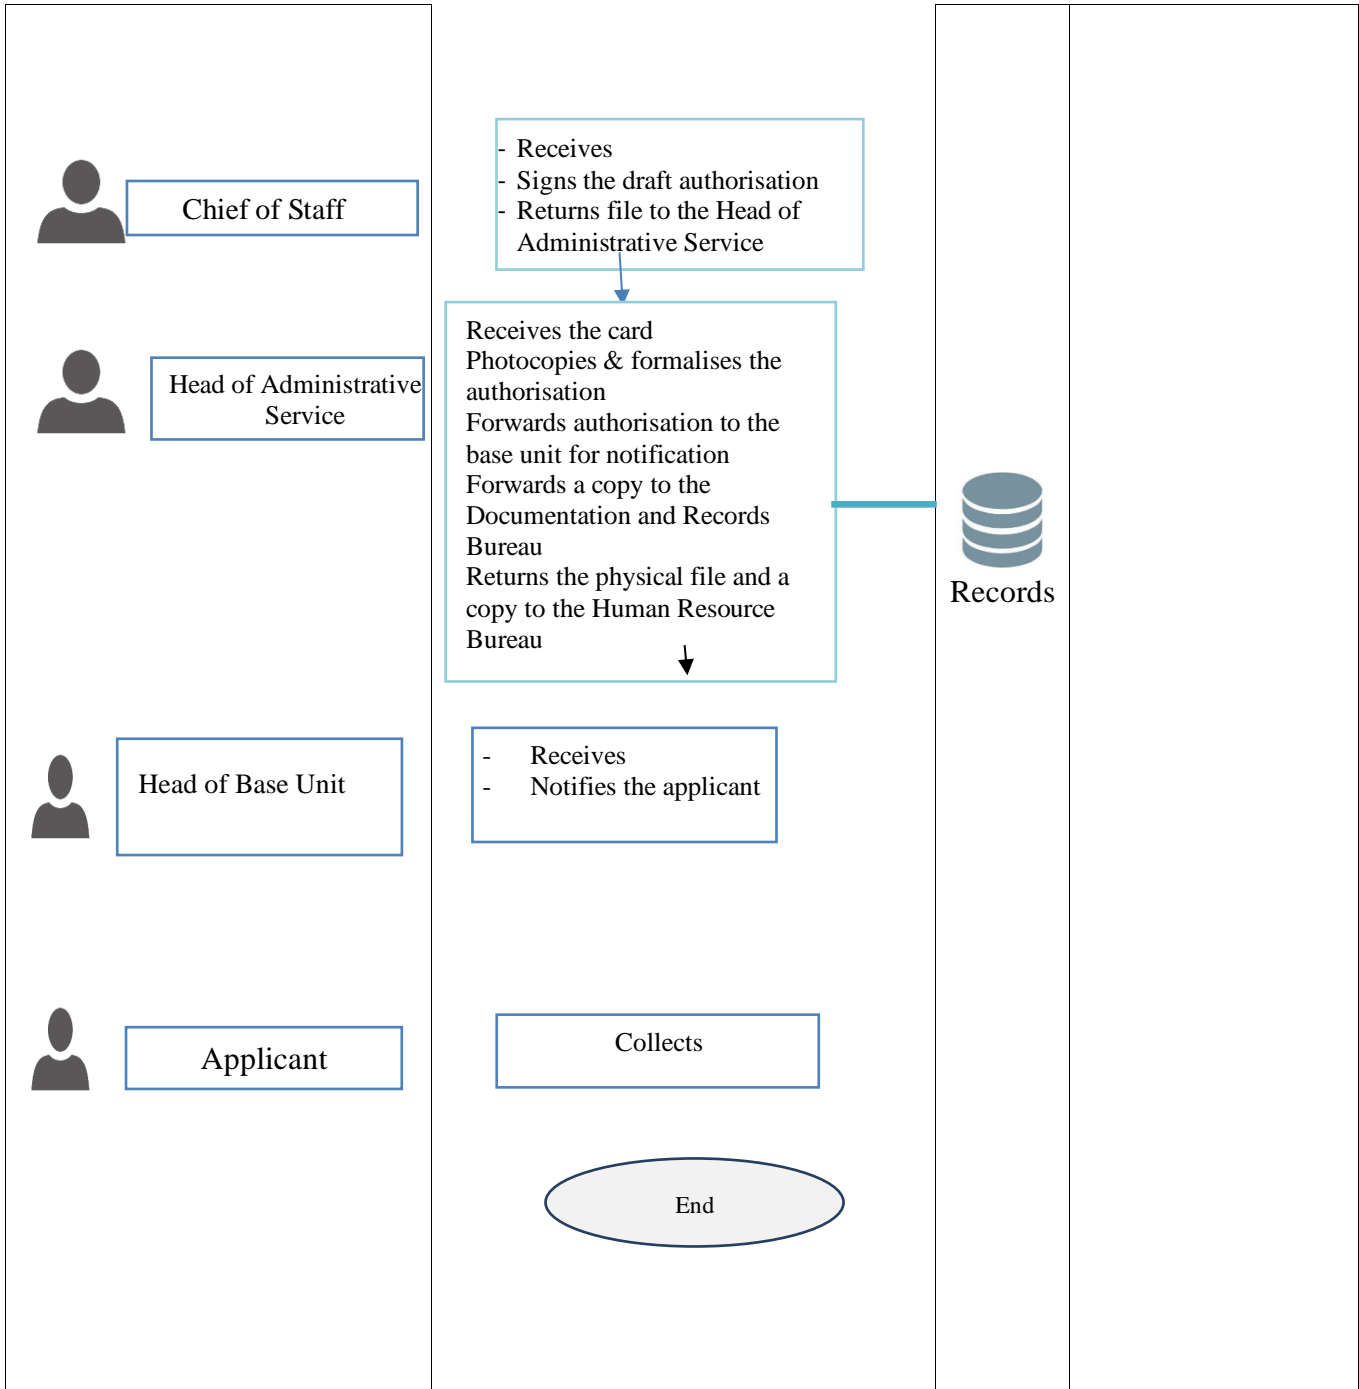 Chief of Staff
- Receives
- Signs the draft authorisation
- Returns file to the Head of
Administrative Service
Head of Administrative
Service
Receives the card
Photocopies & formalises the
authorisation
Forwards authorisation to the
base unit for notification
Forwards a copy to the
Documentation and Records
Bureau
Returns the physical file and a
copy to the Human Resource
Bureau
Records
Head of Base Unit
- Receives
- Notifies the applicant
Applicant
Collects
End